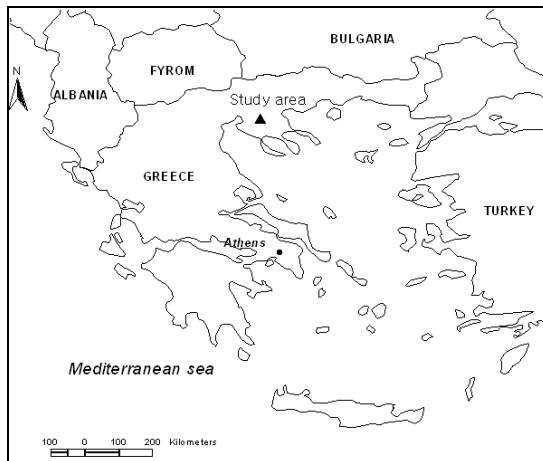 BULGARIA
FYROM
N
ALBANIA
Study area
GREECE
TURKEY
Athens
Mediterranean sea
100 0 100 200 Kilometers